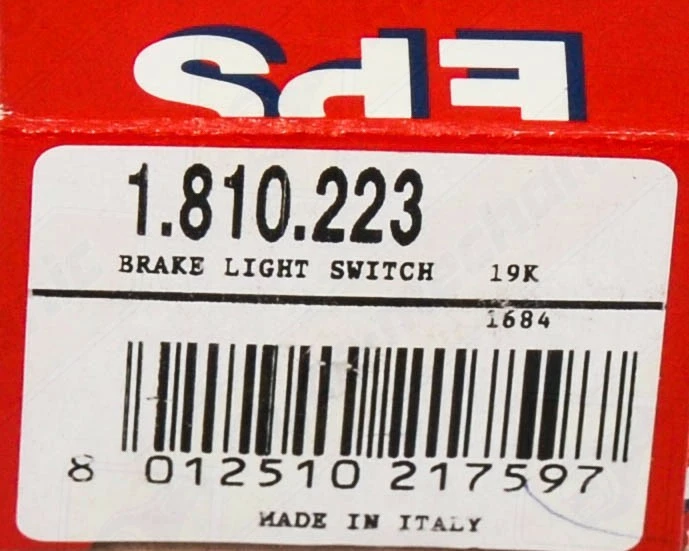 EPS
1.810.223
BRAKE LIGHT SWITCH 19K
1684
8 012510 217597
MADE IN ITALY